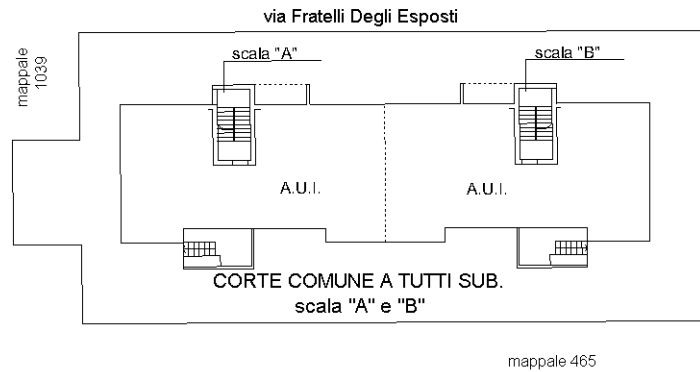 via Fratelli Degli Esposti
mappale
1039
scala "A"
scala "B"
A.U.I.
A.U.I.
CORTE COMUNE A TUTTI SUB.
scala "A" e "B"
mappale 465